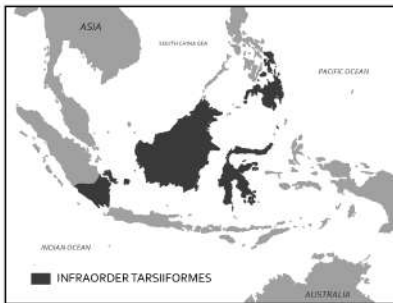 ASIA
SOUTH CHINA SEA
PACIFIC OCEAN
INDIAN OCEAN
INFRAORDER TARSIIFORMES
AUSTRALIA